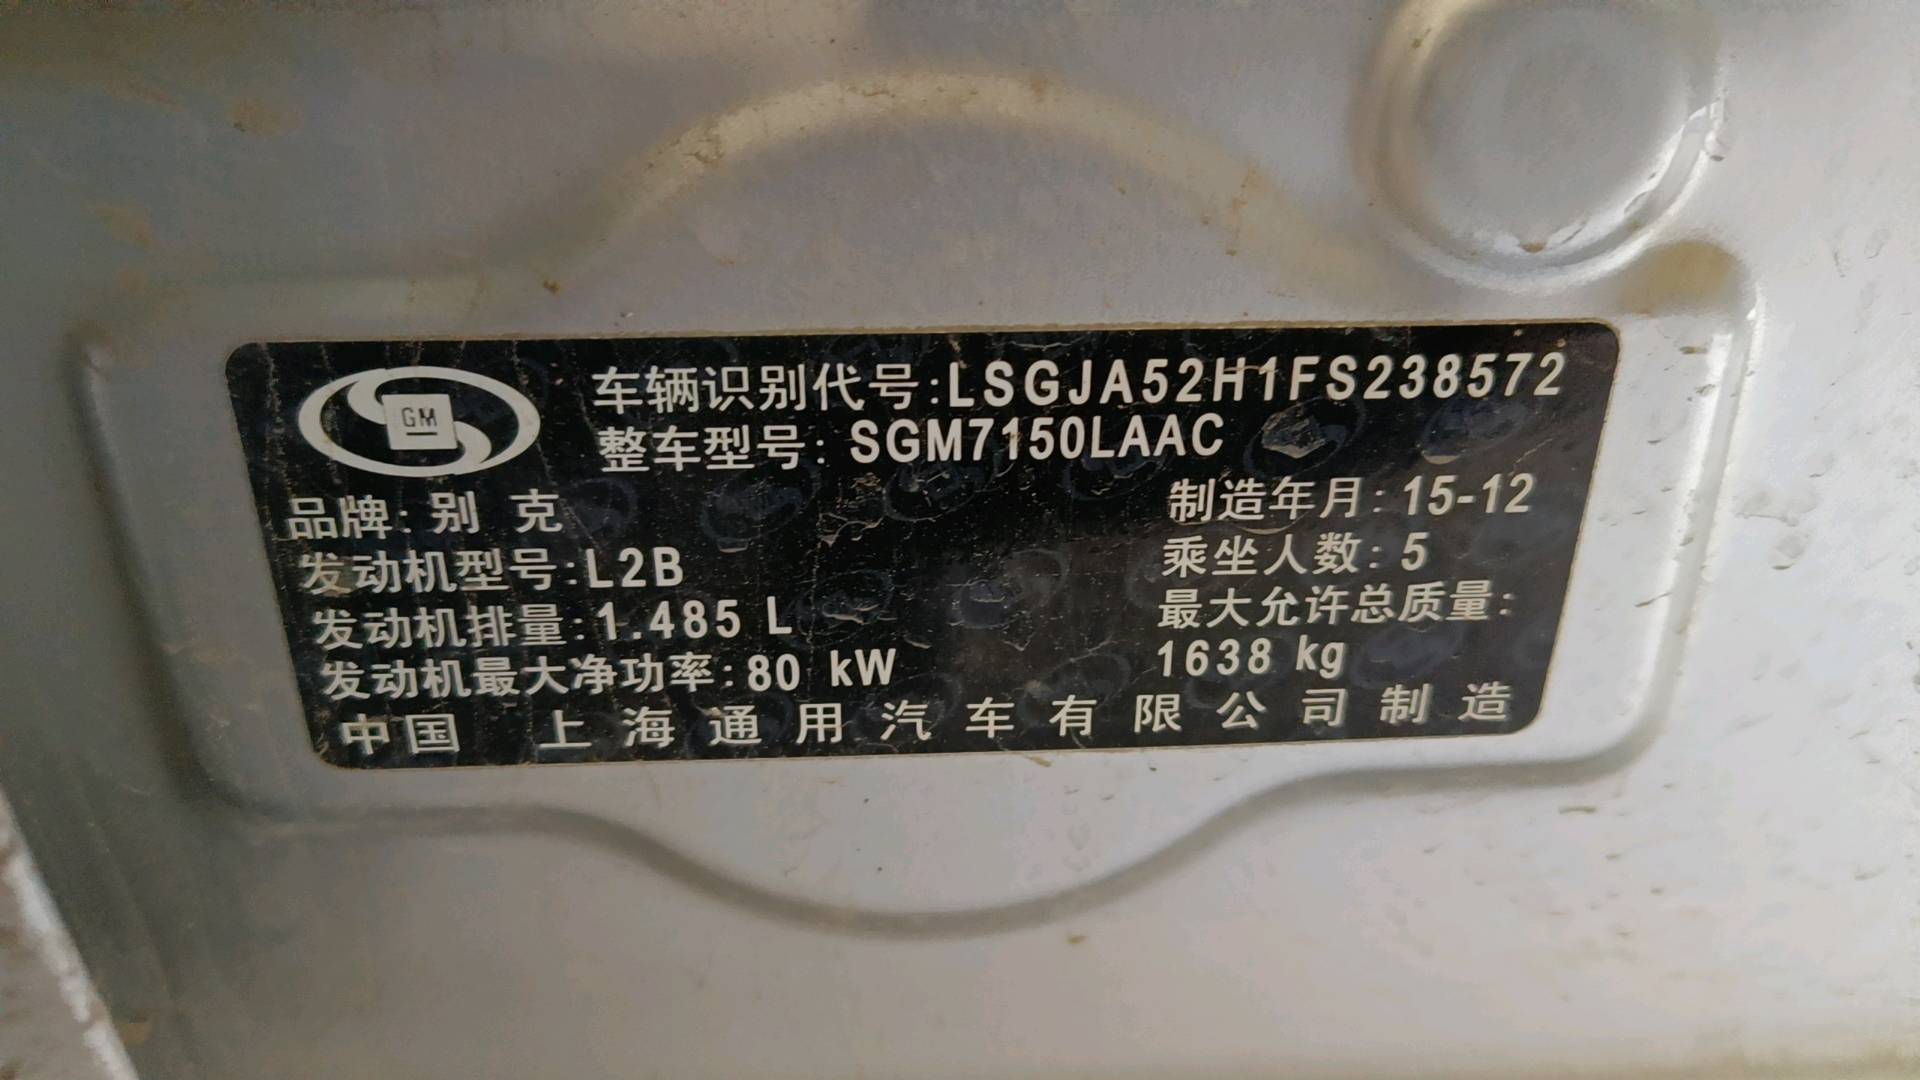 GM
车辆识别代号:LSGJA52H1FS238572
整车型号: SGM7150LAAC
品牌: 别克
制造年月: 15-12
发动机型号:L2B
乘坐人数: 5
发动机排量:1.485 L
最大允许总质量:
1638 kg
发动机最大净功率:80 kW
中国 上海通用汽车有限公司制造